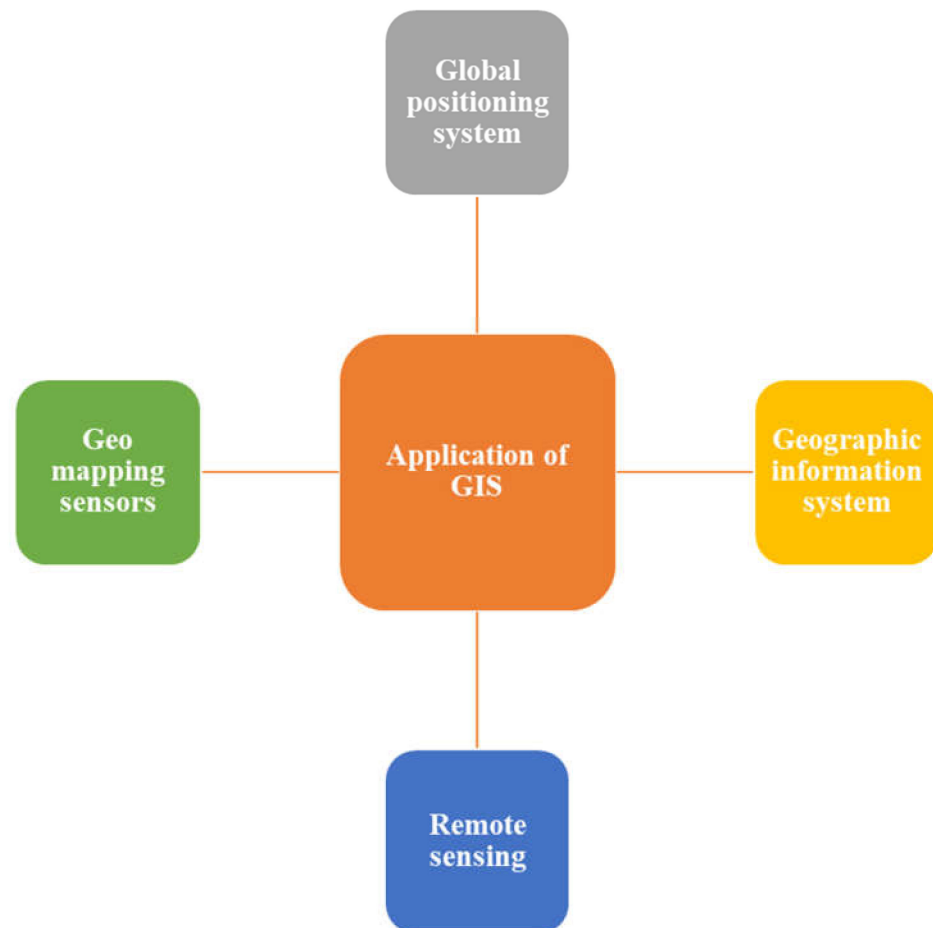 Global
positioning
system
Geo
mapping
sensors
Application of
GIS
Geographic
information
system
Remote
sensing